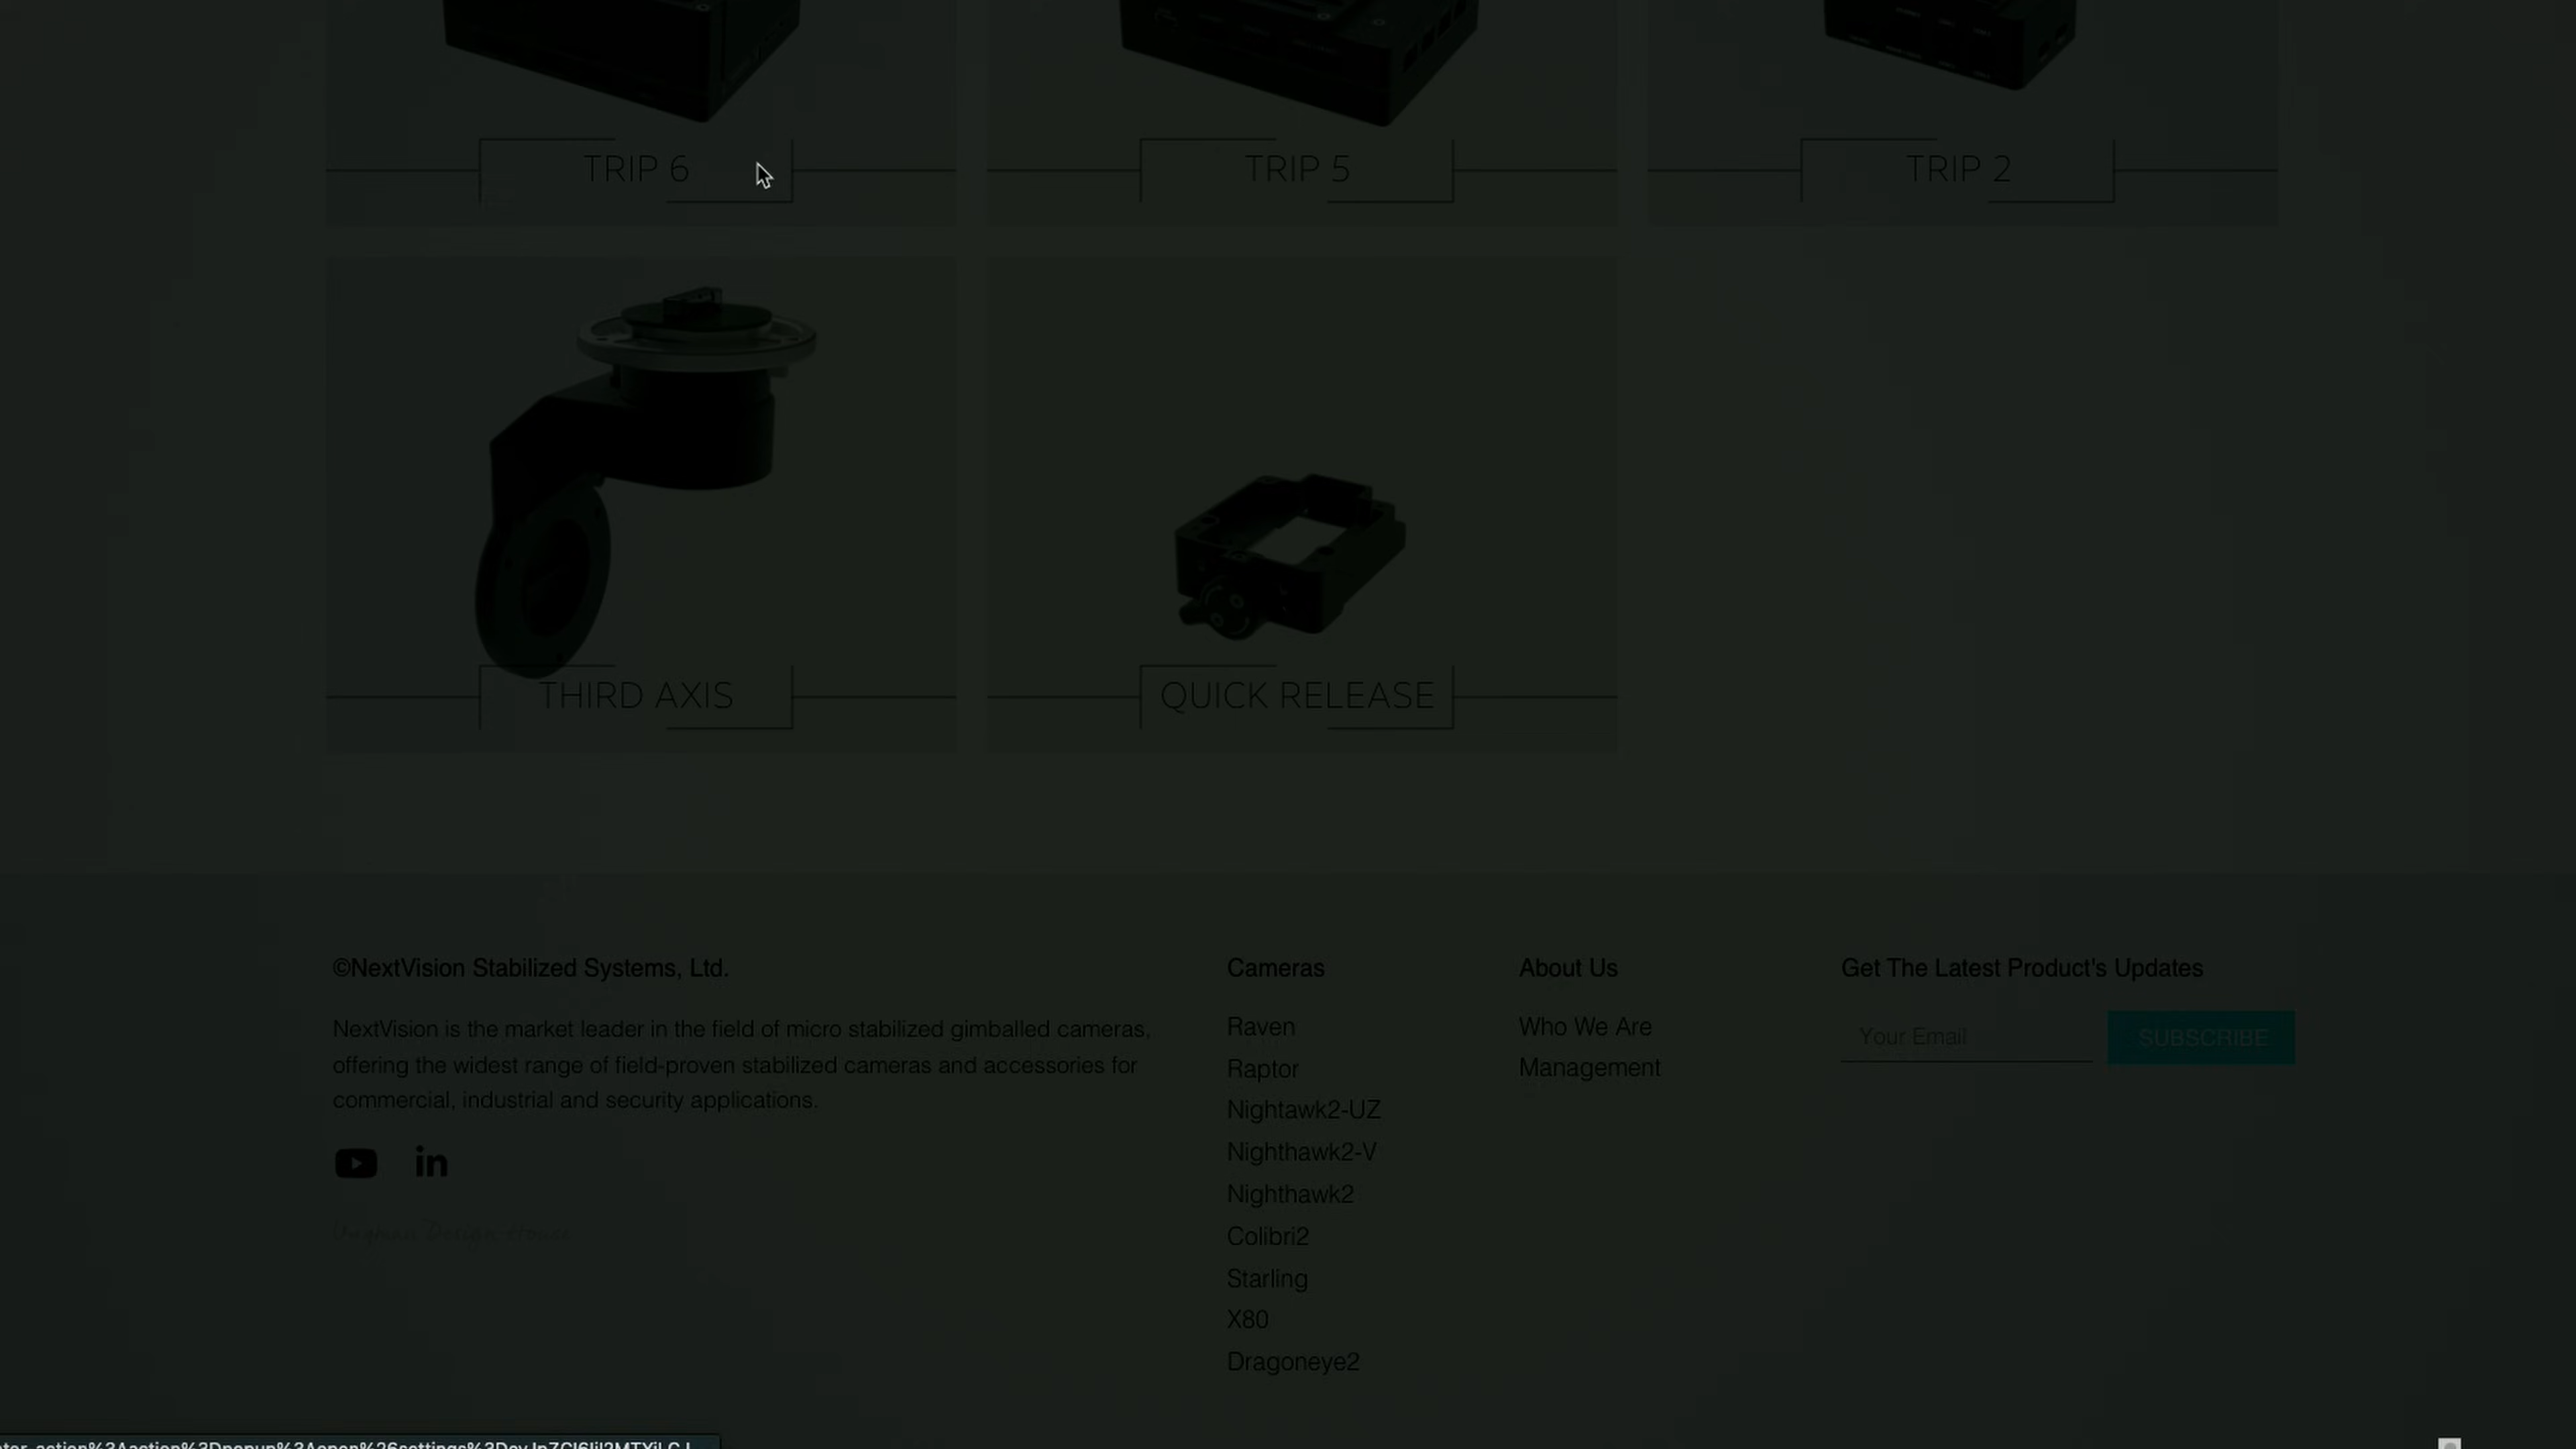 TRIP 6
TRIP 5
TRIP 2
THIRD AXIS
QUICK RELEASE
©NextVision Stabilized Systems, Ltd.
NextVision is the market leader in the field of micro stabilized gimballed cameras,
offering the widest range of field-proven stabilized cameras and accessories for
commercial, industrial and security applications.
in
Design House
Cameras
Raven
Raptor
Nightawk2-UZ
Nighthawk2-V
Nighthawk2
Colibri2
Starling
X80
Dragoneye2
About Us
Who We Are
Management
Get The Latest Product's Updates
Your Email
SUBSCRIBE